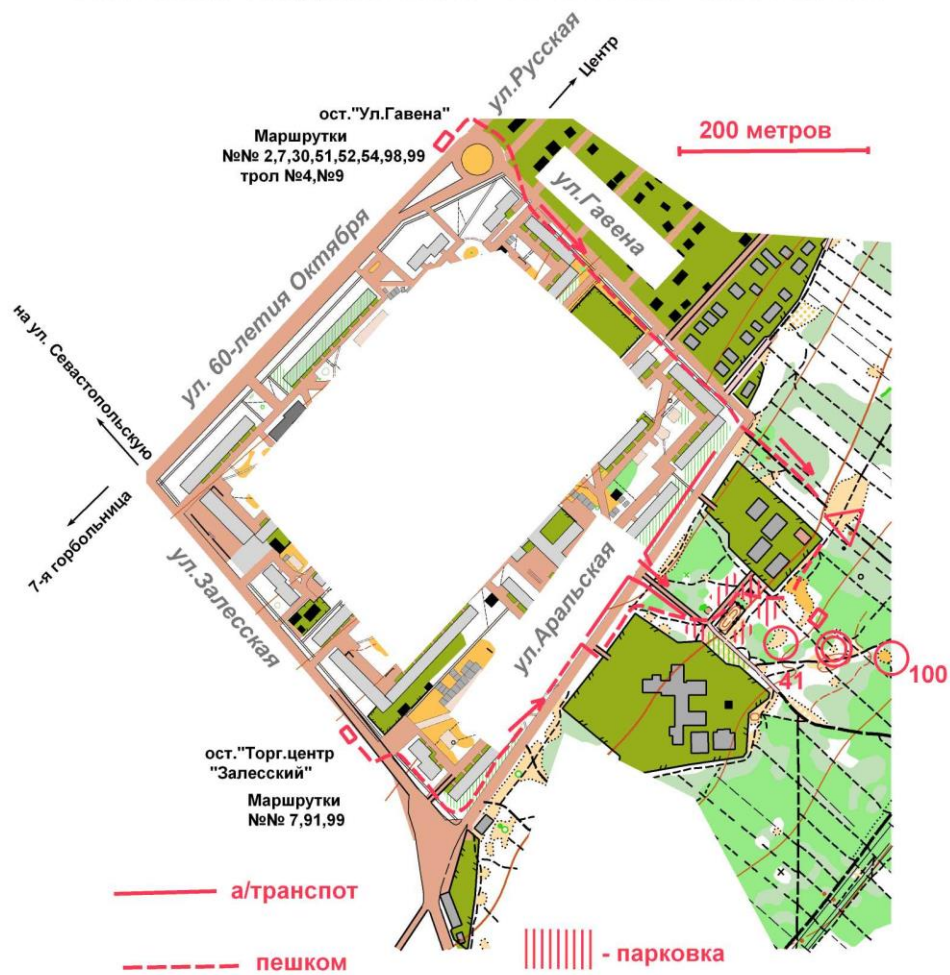 ул.Русская
Центр
ост."Ул.Гавена"
Маршрутки
№№ 2,7,30,51,52,54,98,99
трол №4,№9
200 метров
ул.Гавена
ул. 60-летия Октября
на ул. Севастопольскую
7-я горбольница
ул.Залесская
ул.Аральская
41
100
ост."Торг.центр
"Залесский"
Маршрутки
№№ 7,91,99
а/транспот
пешком
- парковка